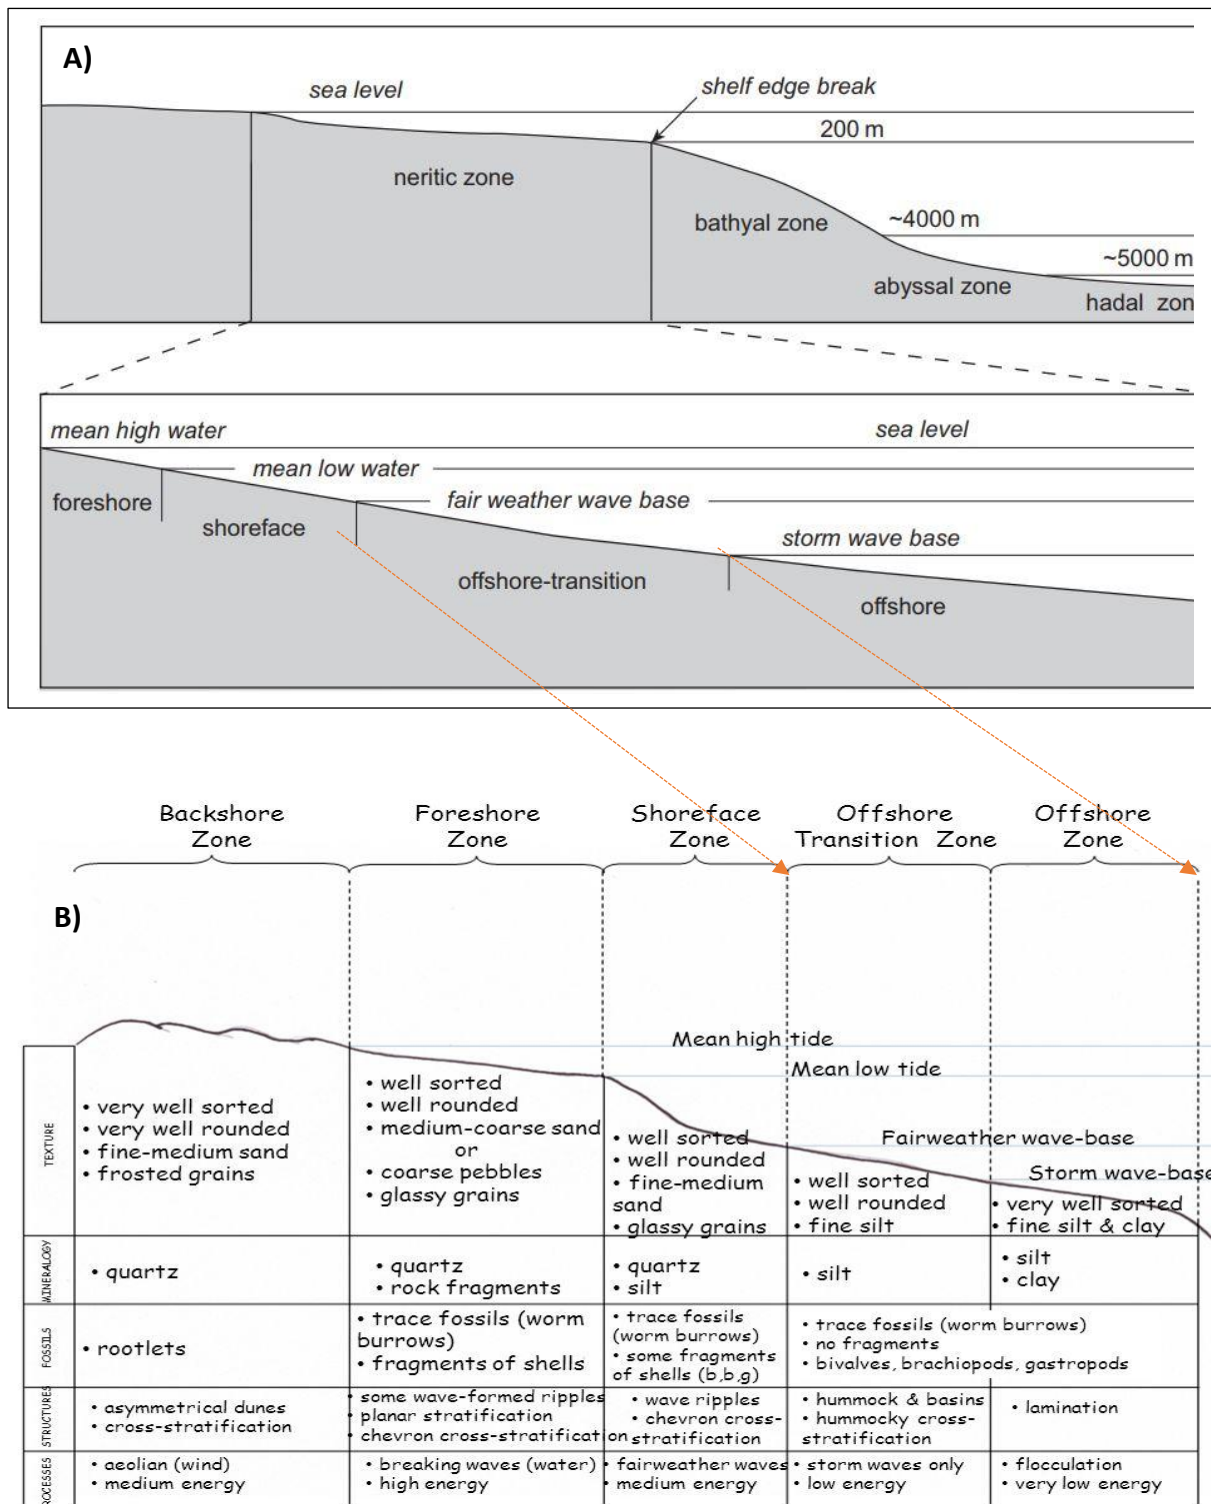 A)
sea level
shelf edge break
200 m
neritic zone
bathyal zone
~4000 m
~5000 m
abyssal zone
hadal zon
mean high water
sea level
mean low water
foreshore
fair weather wave base
shoreface
storm wave base
offshore-transition
offshore
Backshore
Zone
Foreshore
Zone
Shoreface
Zone
Offshore
Transition Zone
Offshore
Zone
B)
Mean high tide
Mean low tide
Fairweather wave-base
Storm wave-base
TEXTURE
• very well sorted
• very well rounded
• fine-medium sand
• frosted grains
• well sorted
• well rounded
• medium-coarse sand
or
• coarse pebbles
• glassy grains
• well sorted
• well rounded
• fine-medium
sand
• glassy grains
• well sorted
• well rounded
• fine silt
• very well sorted
• fine silt & clay
MINERALOGY
• quartz
• quartz
• rock fragments
• quartz
• silt
• silt
• silt
• clay
FOSSILS
• rootlets
• trace fossils (worm
burrows)
• fragments of shells
• trace fossils
(worm burrows)
• some fragments
of shells (b,b,g)
• trace fossils (worm burrows)
• no fragments
• bivalves, brachiopods, gastropods
STRUCTURES
• asymmetrical dunes
• cross-stratification
• some wave-formed ripples
• planar stratification
• chevron cross-stratification
• wave ripples
• chevron cross-
stratification
• hummock & basins
• hummocky cross-
stratification
• lamination
ROCESSES
• aeolian (wind)
• medium energy
• breaking waves (water)
• high energy
• fairweather waves
• medium energy
• storm waves only
• low energy
• flocculation
• very low energy